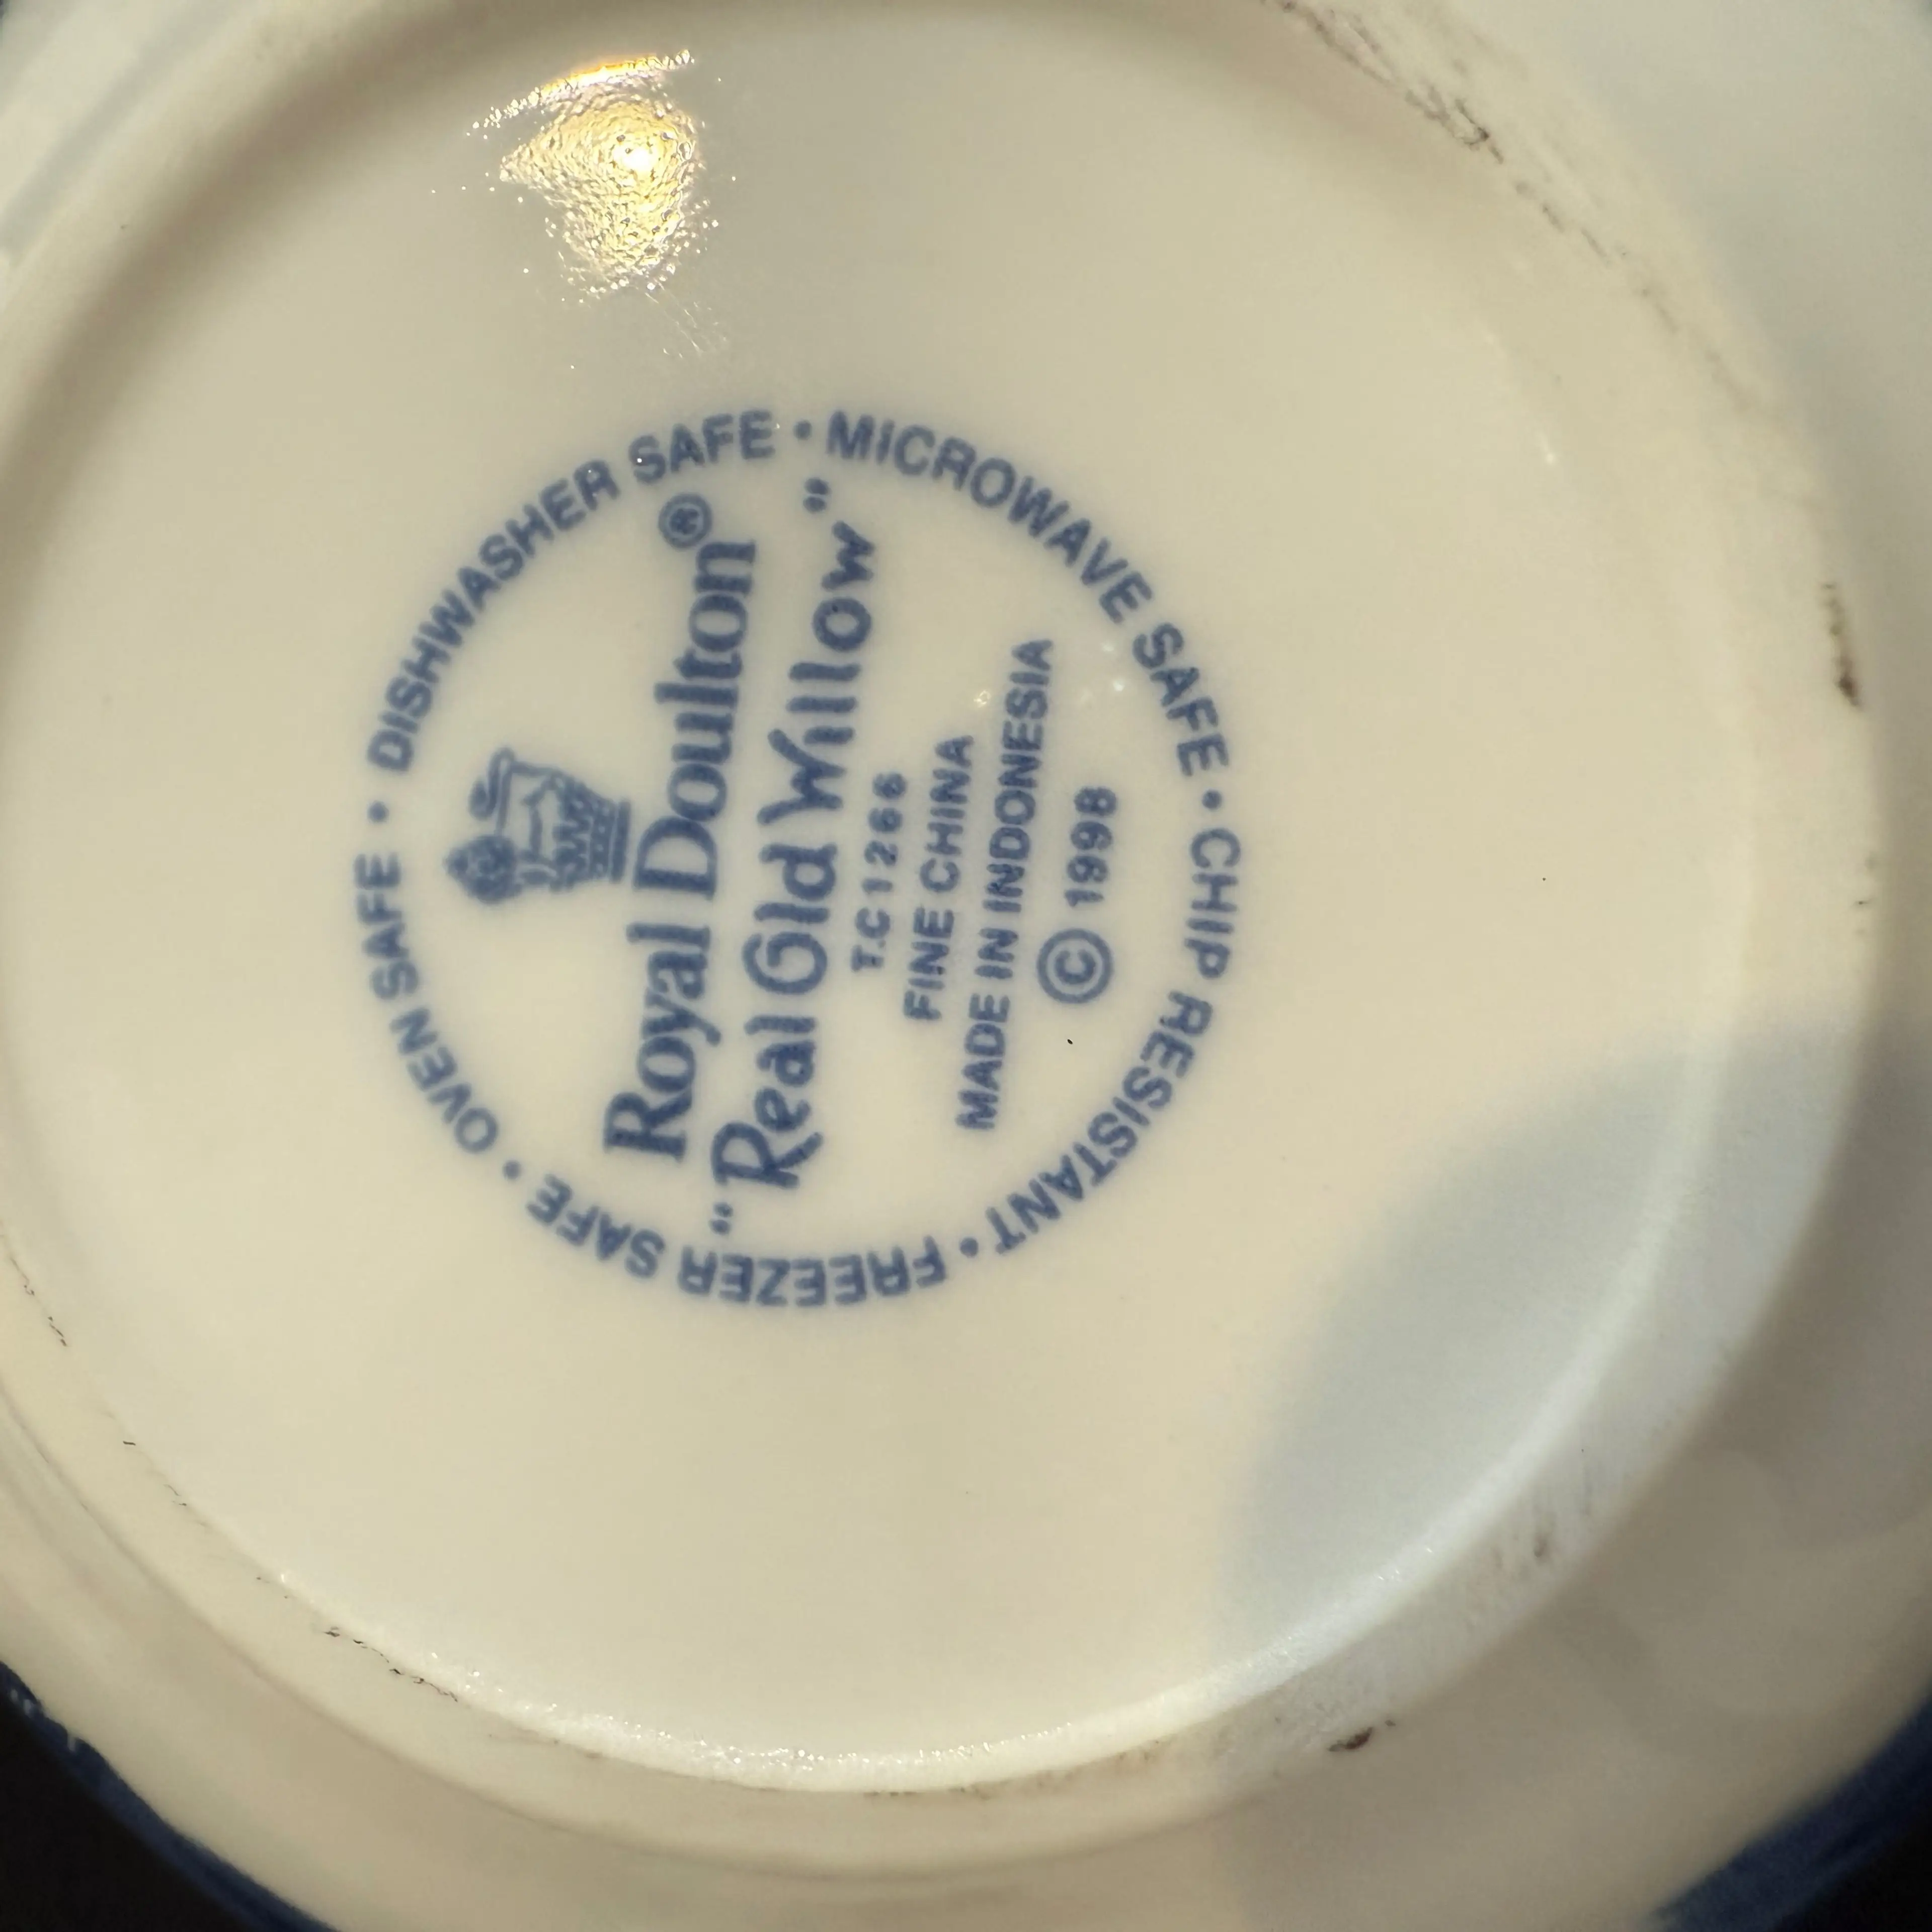 DISHWASHER SAFE • MICROWAVE SAFE • CHIP RESISTANT • FREEZER SAFE • OVEN SAFE •
Royal Doulton®
"Real Old Willow"
T.C1266
FINE CHINA
MADE IN INDONESIA
© 1998